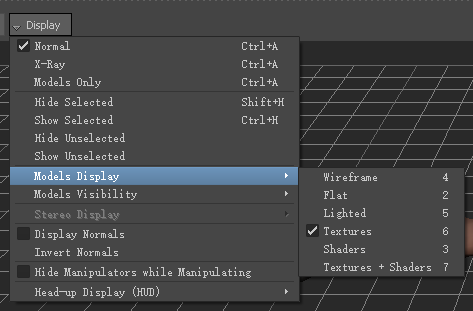 Display
Normal Ctrl+A
X-Ray Ctrl+A
Models Only Ctrl+A
Hide Selected Shift+H
Show Selected Ctrl+H
Hide Unselected
Show Unselected
Models Display
Models Visibility
Stereo Display
Display Normals
Invert Normals
Hide Manipulators while Manipulating
Head-up Display (HUD)
Wireframe 4
Flat 2
Lighted 5
Textures 6
Shaders 3
Textures + Shaders 7